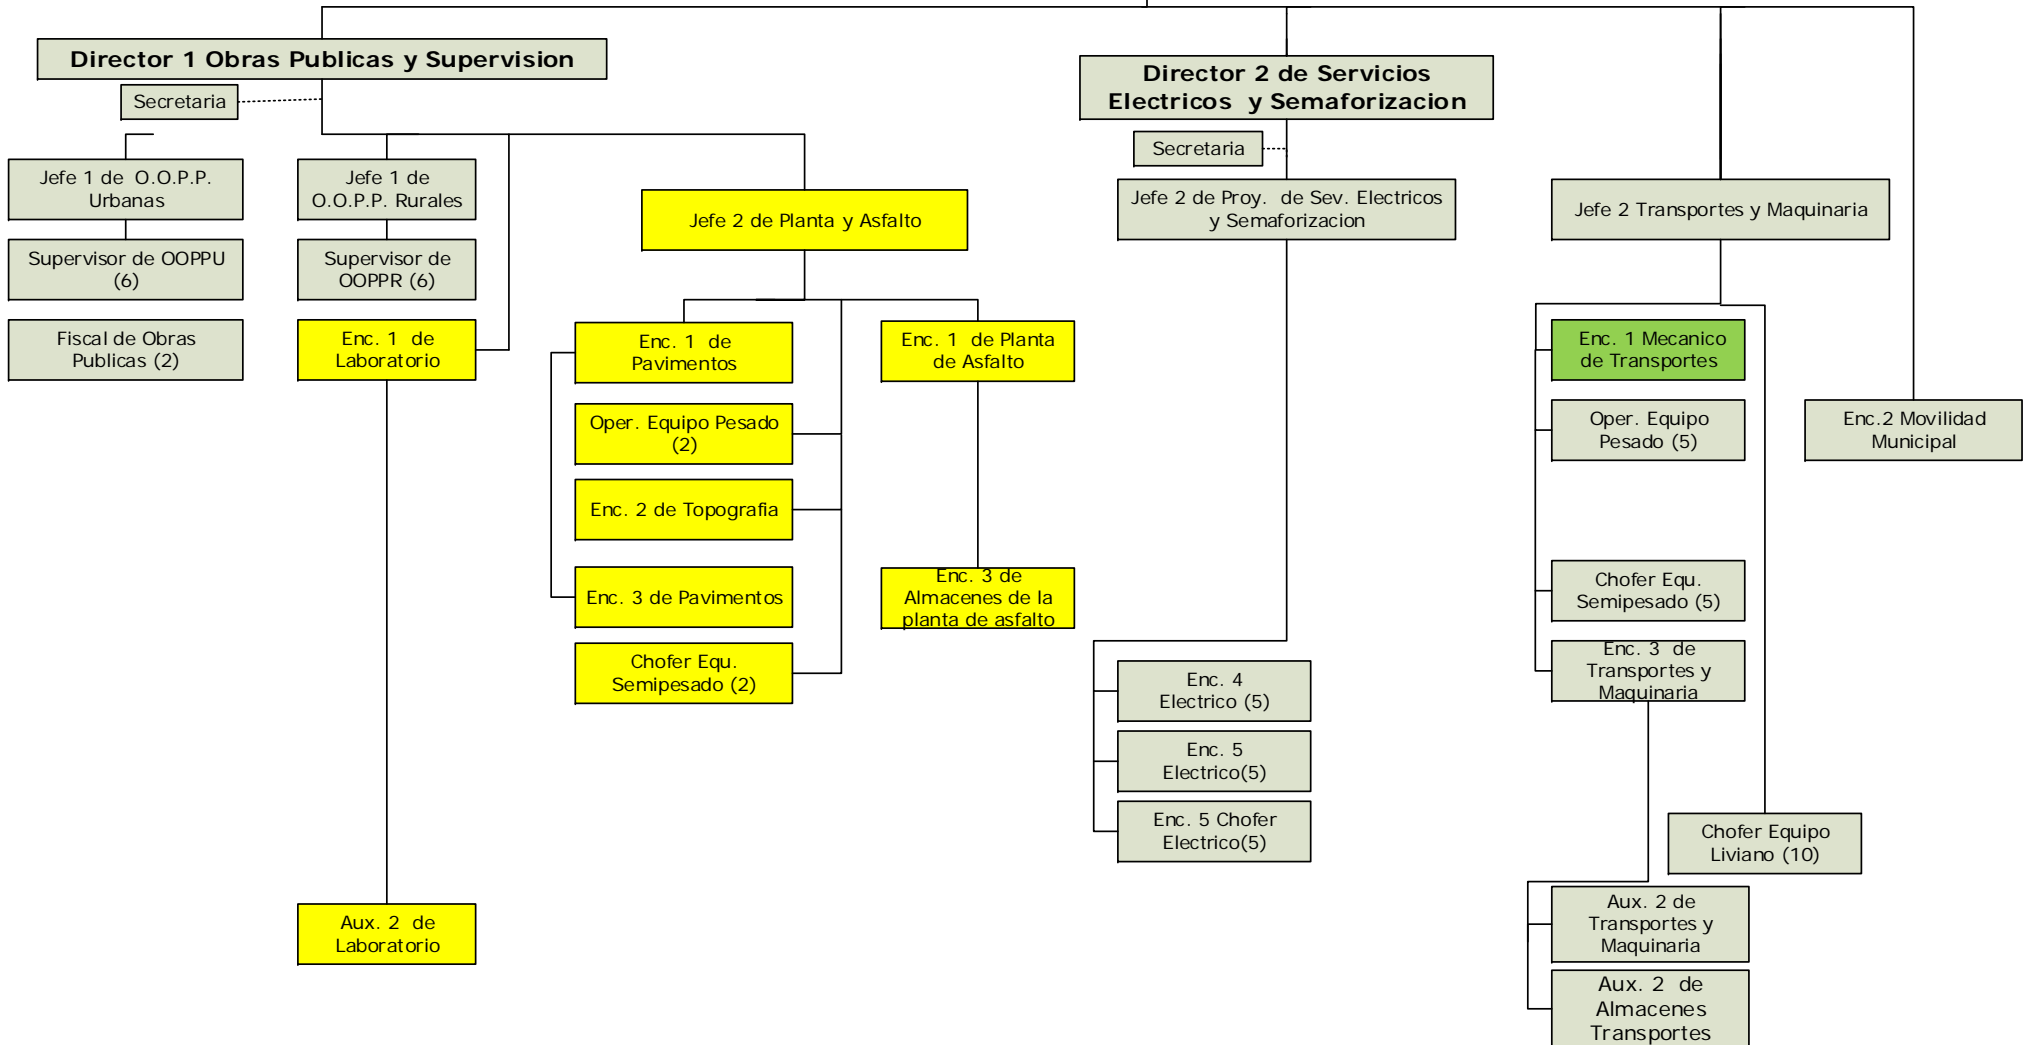 Director 1 Obras Publicas y Supervision
Secretaria
Jefe 1 de O.O.P.P.
Urbanas
Supervisor de OOPPU
(6)
Fiscal de Obras
Publicas (2)
Jefe 1 de
O.O.P.P. Rurales
Supervisor de
OOPPR (6)
Enc. 1 de
Laboratorio
Aux. 2 de
Laboratorio
Jefe 2 de Planta y Asfalto
Enc. 1 de
Pavimentos
Oper. Equipo Pesado
(2)
Enc. 2 de Topografia
Enc. 3 de Pavimentos
Chofer Equ.
Semipesado (2)
Enc. 1 de Planta
de Asfalto
Enc. 3 de
Almacenes de la
planta de asfalto
Director 2 de Servicios
Electricos y Semaforizacion
Secretaria
Jefe 2 de Proy. de Sev. Electricos
y Semaforizacion
Enc. 4
Electrico (5)
Enc. 5
Electrico(5)
Enc. 5 Chofer
Electrico(5)
Jefe 2 Transportes y Maquinaria
Enc. 1 Mecanico
de Transportes
Oper. Equipo
Pesado (5)
Chofer Equ.
Semipesado (5)
Enc. 3 de
Transportes y
Maquinaria
Chofer Equipo
Liviano (10)
Aux. 2 de
Transportes y
Maquinaria
Aux. 2 de
Almacenes
Transportes
Enc.2 Movilidad
Municipal